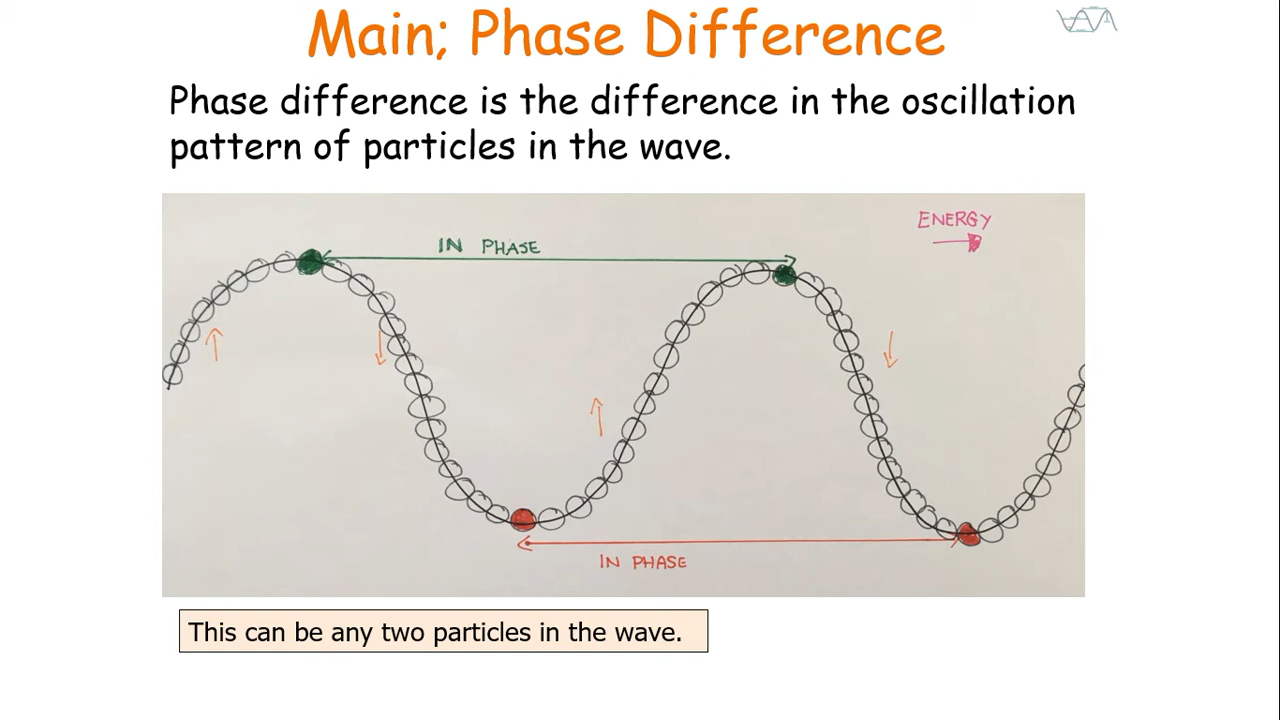 Main; Phase Difference
Phase difference is the difference in the oscillation
pattern of particles in the wave.
ENERGY
IN PHASE
IN PHASE
This can be any two particles in the wave.